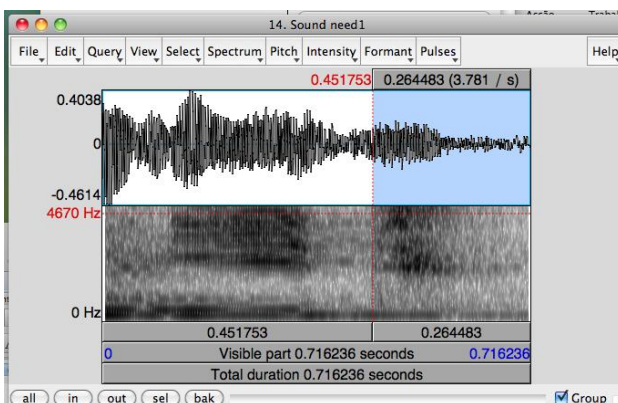 14. Sound need1
File Edit Query View Select Spectrum Pitch Intensity Formant Pulses Help
0.451753 0.264483 (3.781 / s)
0.4038
0
-0.4614
4670 Hz
0 Hz
0.451753 0.264483
0 Visible part 0.716236 seconds 0.716236
Total duration 0.716236 seconds
all in out sel bak Group